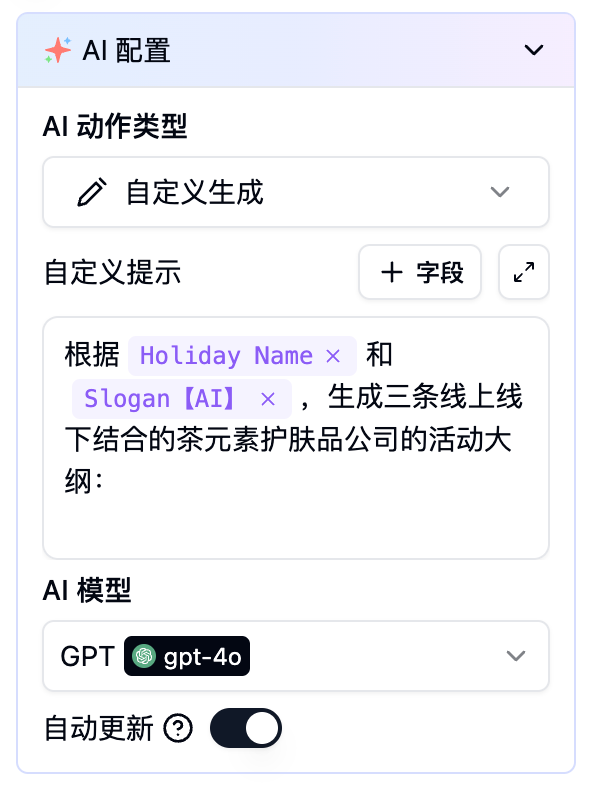 AI 配置
AI 动作类型
自定义生成
自定义提示
字段
根据 Holiday Name × 和
Slogan【AI】 × ，生成三条线上线
下结合的茶元素护肤品公司的活动大
纲：
AI 模型
GPT gpt-4o
自动更新 ?